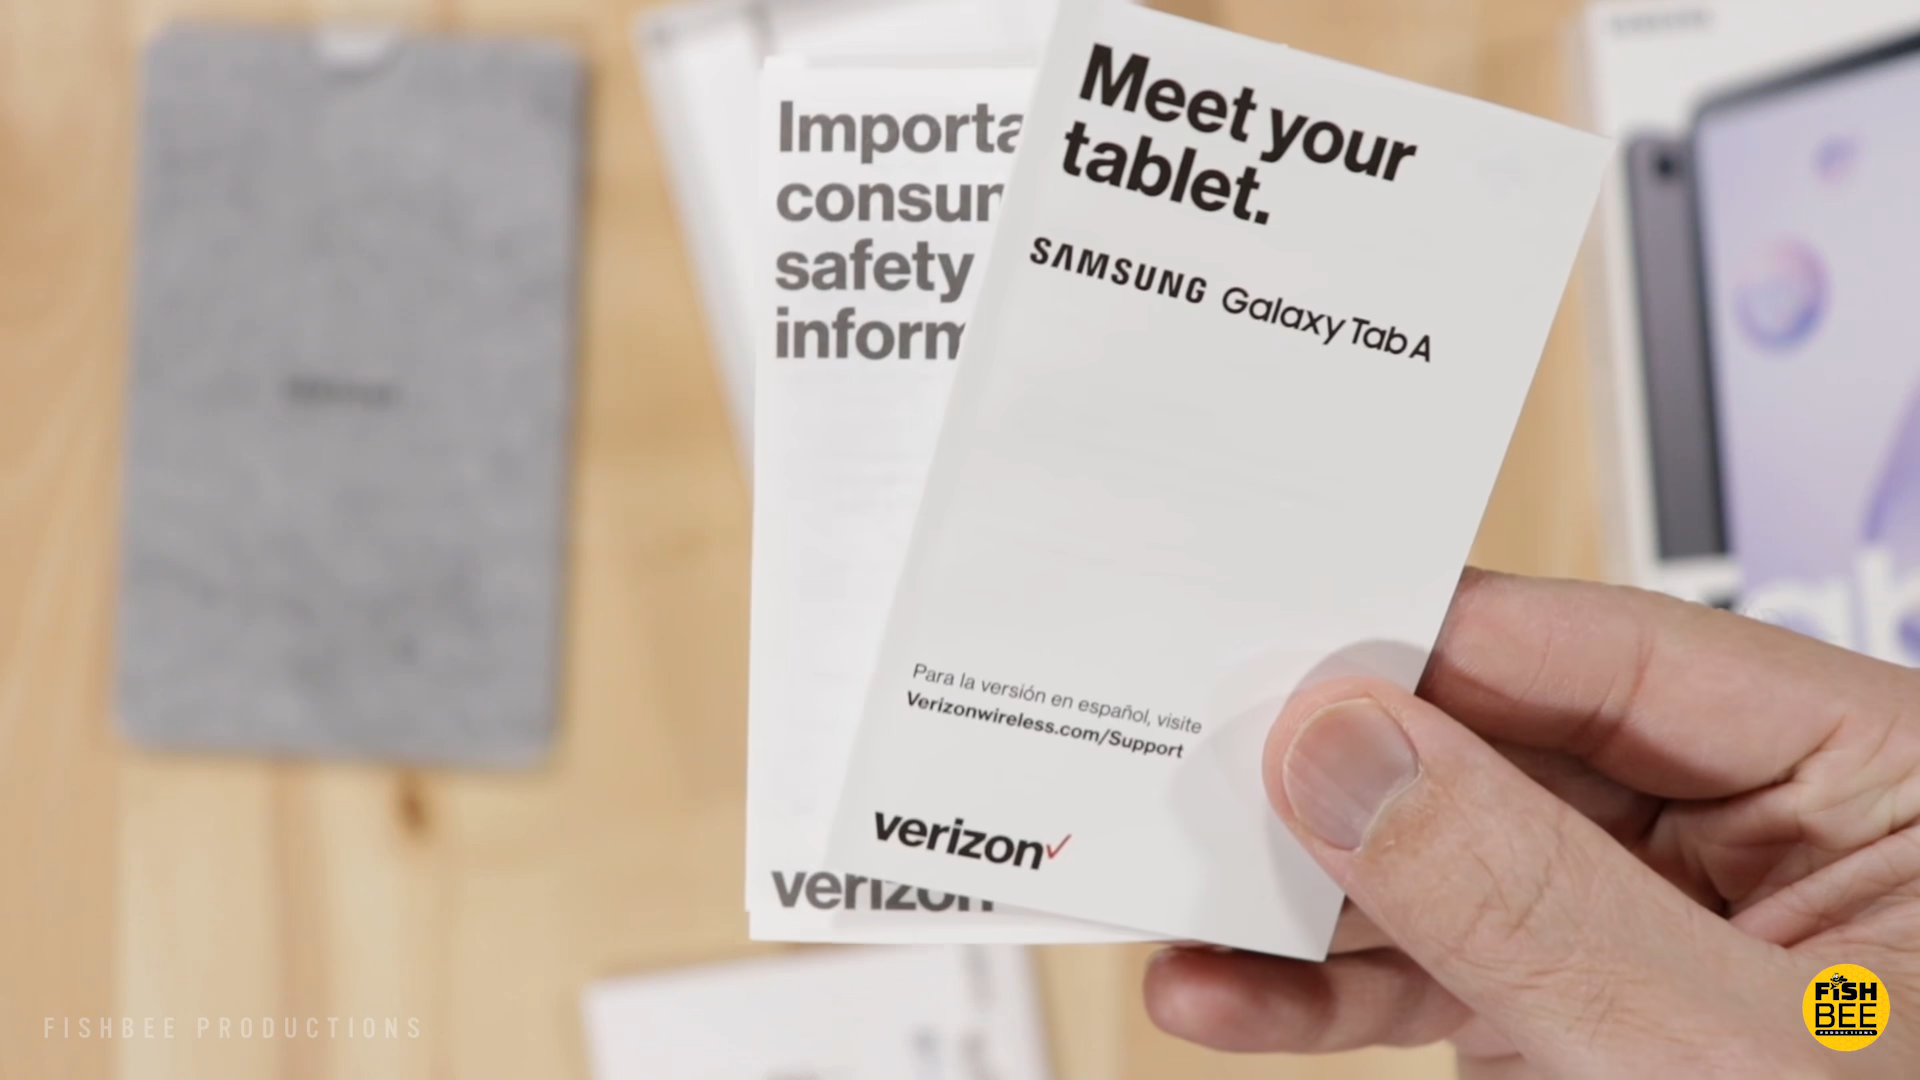 Importa
consum
safety
inform
verizon
Meet your
tablet.
SAMSUNG Galaxy Tab A
Para la versión en español, visite
Verizonwireless.com/Support
verizon✓
FISHBEE PRODUCTIONS
FISH
BEE
PRODUCTIONS